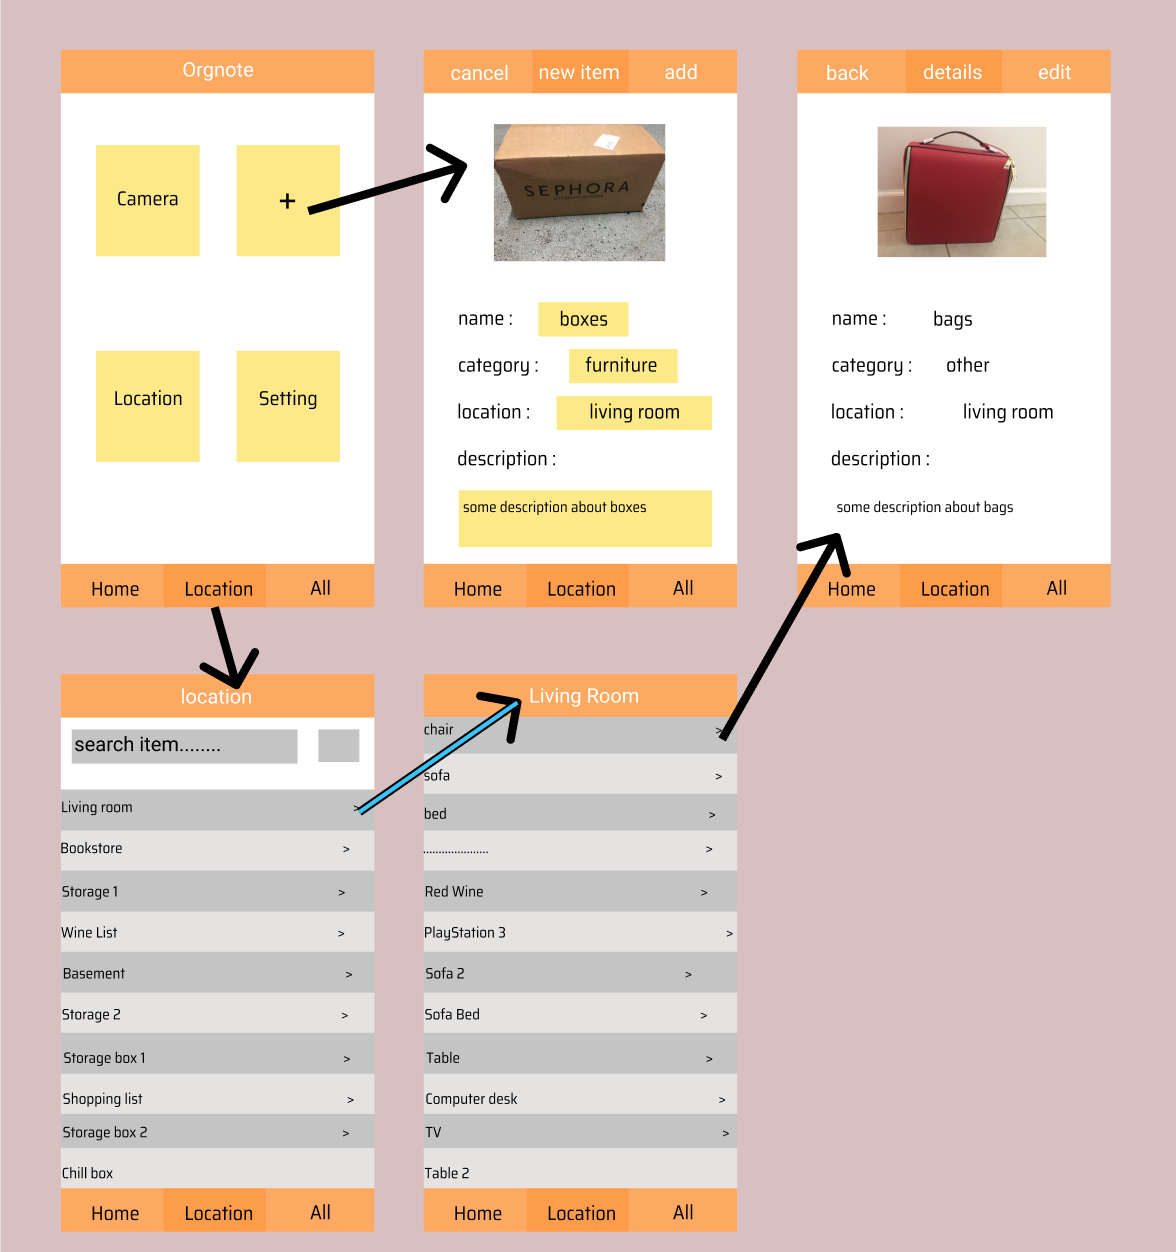 Orgnote
Camera
+
Location
Setting
Home Location All
cancel new item add
SEPHORA
name : boxes
category : furniture
location : living room
description :
some description about boxes
Home Location All
back details edit
name : bags
category : other
location : living room
description :
some description about bags
Home Location All
location
search item........
Living room >
Bookstore >
Storage 1 >
Wine List >
Basement >
Storage 2 >
Storage box 1 >
Shopping list >
Storage box 2 >
Chill box
Home Location All
Living Room
chair >
sofa >
bed >
..................... >
Red Wine >
PlayStation 3 >
Sofa 2 >
Sofa Bed >
Table >
Computer desk >
TV >
Table 2
Home Location All